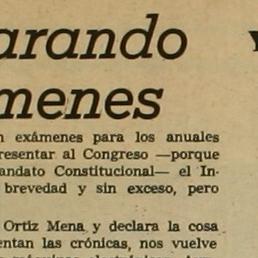 arando
menes
n exámenes para los anuales
resentar al Congreso —porque
andato Constitucional— el In-
brevedad y sin exceso, pero
Ortiz Mena, y declara la cosa
entan las crónicas, nos vuelve